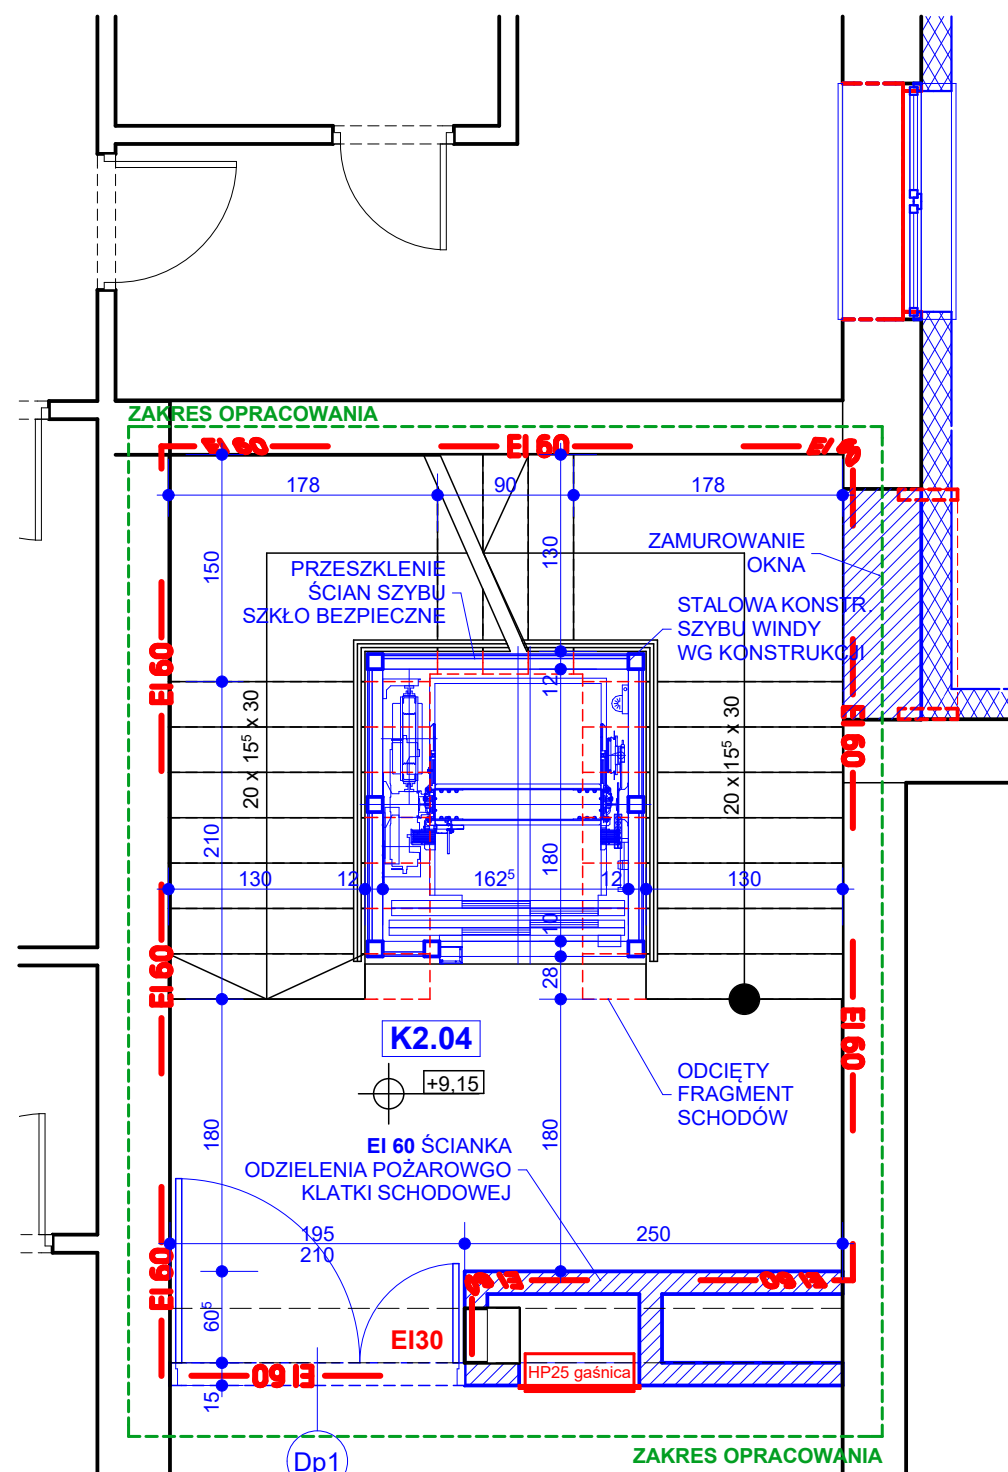 ZAKRES OPRACOWANIA
EI 60
EI 60
EI 60
178
90
178
150
130
ZAMUROWANIE
OKNA
PRZESZKLENIE
ŚCIAN SZYBU
SZKŁO BEZPIECZNE
STALOWA KONSTR.
SZYBU WINDY
WG KONSTRUKCJI
EI 60
12
20 x 15⁵ x 30
20 x 15⁵ x 30
EI 60
210
180
130
12
162⁵
12
130
10
28
EI 60
EI 60
K2.04
+9,15
ODCIĘTY
FRAGMENT
SCHODÓW
180
180
EI 60 ŚCIANKA
ODZIELENIA POŻAROWGO
KLATKI SCHODOWEJ
195
210
250
EI 60
EI 60
EI 60
60⁵
EI30
HP25 gaśnica
EI 60
15
Dp1
ZAKRES OPRACOWANIA